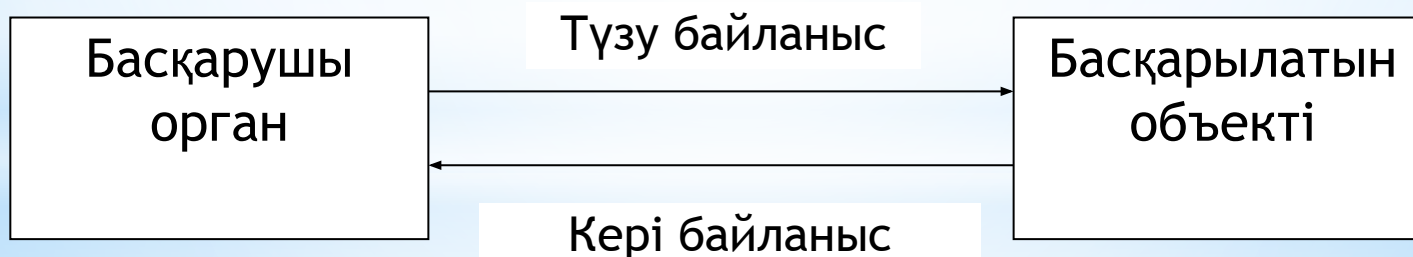 Басқарушы
орган
Түзу байланыс
Басқарылатын
объекті
Кері байланыс